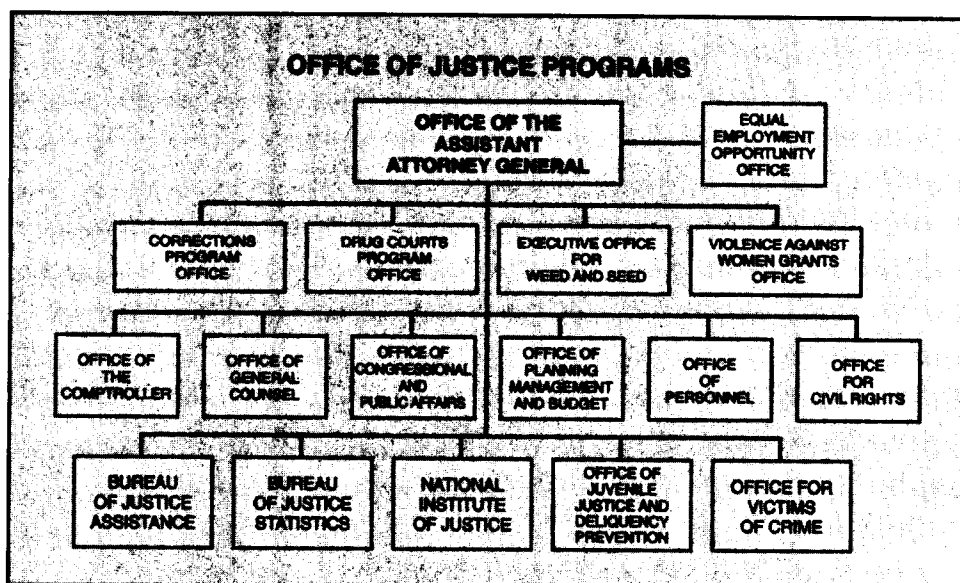 OFFICE OF JUSTICE PROGRAMS
OFFICE OF THE
ASSISTANT
ATTORNEY GENERAL
EQUAL
EMPLOYMENT
OPPORTUNITY
OFFICE
CORRECTIONS
PROGRAM
OFFICE
DRUG COURTS
PROGRAM
OFFICE
EXECUTIVE OFFICE
FOR
WEED AND SEED
VIOLENCE AGAINST
WOMEN GRANTS
OFFICE
OFFICE OF
THE
COMPTROLLER
OFFICE OF
GENERAL
COUNSEL
OFFICE OF
CONGRESSIONAL
AND
PUBLIC AFFAIRS
OFFICE OF
PLANNING
MANAGEMENT
AND BUDGET
OFFICE
OF
PERSONNEL
OFFICE
FOR
CIVIL RIGHTS
BUREAU
OF JUSTICE
ASSISTANCE
BUREAU
OF JUSTICE
STATISTICS
NATIONAL
INSTITUTE
OF JUSTICE
OFFICE OF
JUVENILE
JUSTICE AND
DELIQUENCY
PREVENTION
OFFICE FOR
VICTIMS
OF CRIME